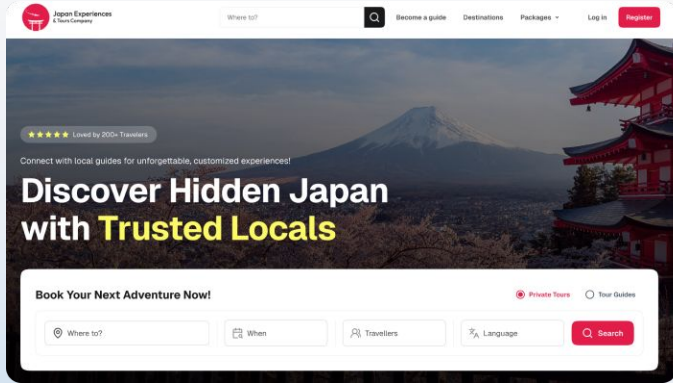 Japan Experiences
& Tours Company
Where to?
Become a guide
Destinations
Packages
Log in
Register
Loved by 200+ Travelers
Connect with local guides for unforgettable, customized experiences!
Discover Hidden Japan
with Trusted Locals
Book Your Next Adventure Now!
Private Tours
Tour Guides
Where to?
When
Travellers
Language
Search